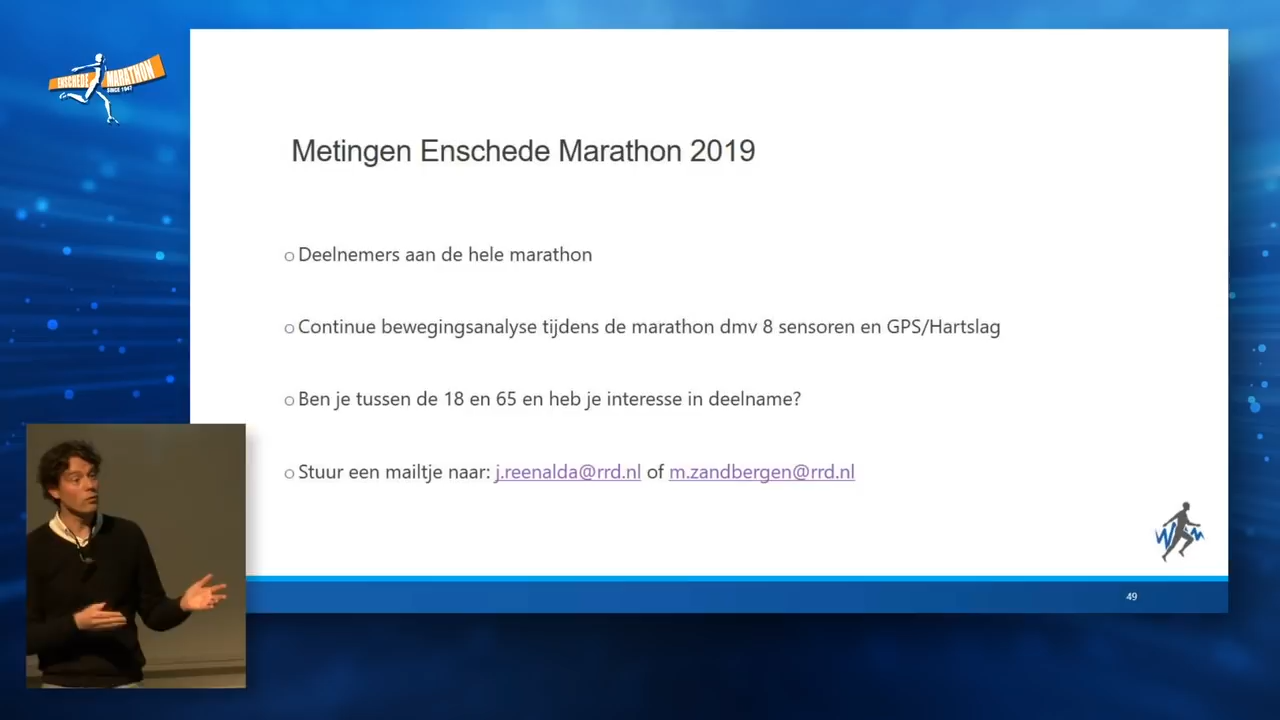 ENSCHEDE MARATHON
SINCE 1947
Metingen Enschede Marathon 2019
o Deelnemers aan de hele marathon
o Continue bewegingsanalyse tijdens de marathon dmv 8 sensoren en GPS/Hartslag
o Ben je tussen de 18 en 65 en heb je interesse in deelname?
o Stuur een mailtje naar: j.reenalda@rrd.nl of m.zandbergen@rrd.nl
49